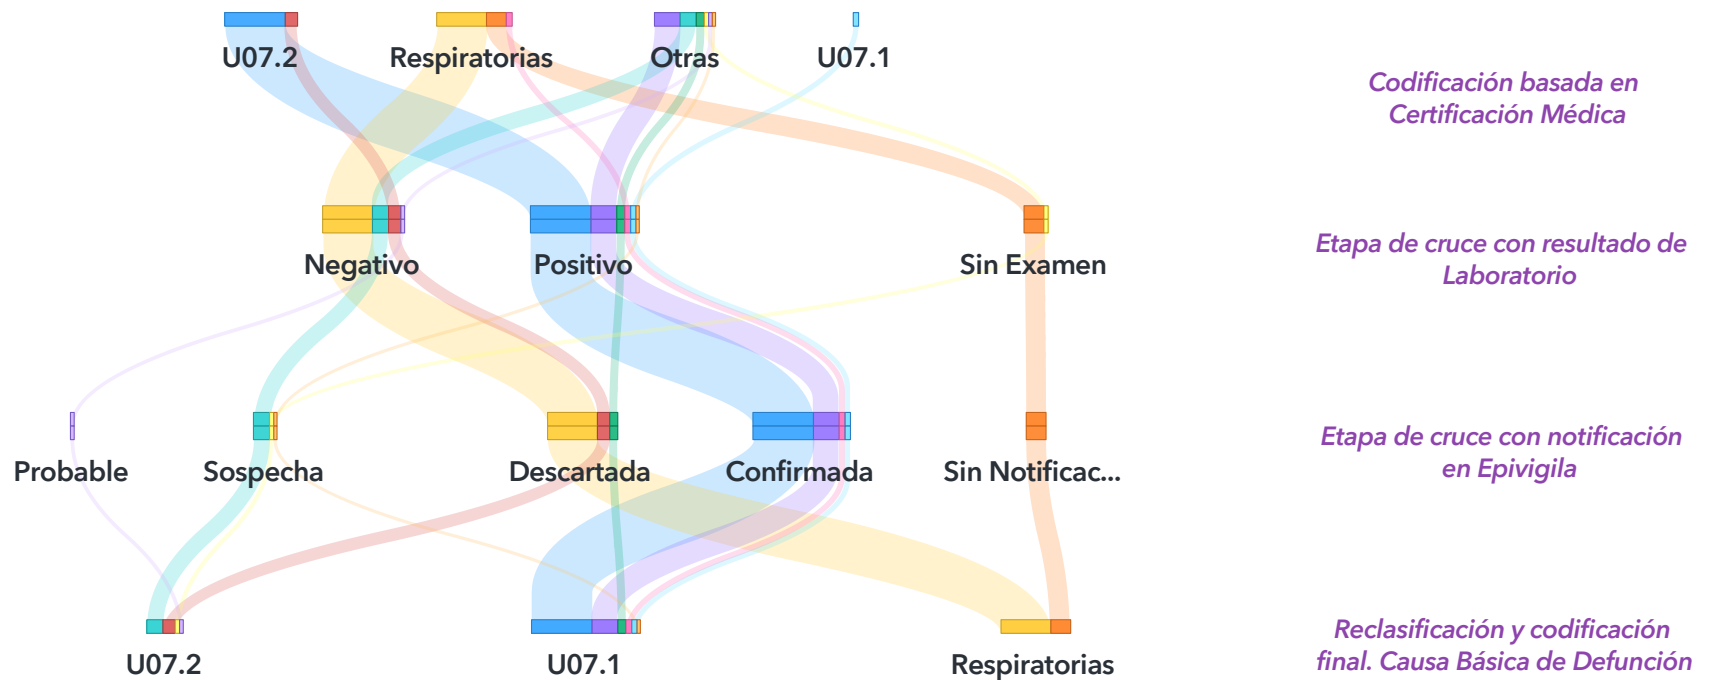 U07.2
Respiratorias
Otras
U07.1
Codificación basada en
Certificación Médica
Negativo
Positivo
Sin Examen
Etapa de cruce con resultado de
Laboratorio
Probable
Sospecha
Descartada
Confirmada
Sin Notificac...
Etapa de cruce con notificación
en Epivigila
U07.2
U07.1
Respiratorias
Reclasificación y codificación
final. Causa Básica de Defunción